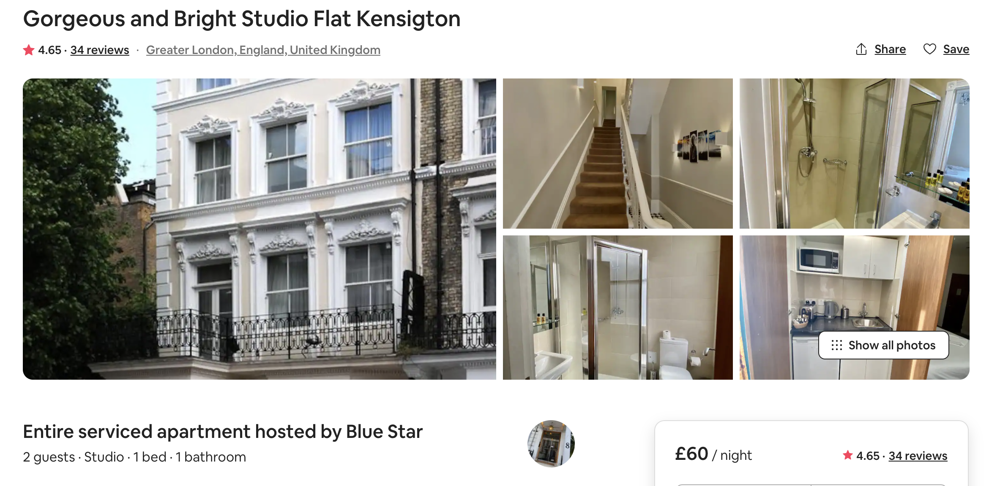 Gorgeous and Bright Studio Flat Kensigton
4.65 · 34 reviews · Greater London, England, United Kingdom
Share Save
Show all photos
Entire serviced apartment hosted by Blue Star
2 guests · Studio · 1 bed · 1 bathroom
8
£60 / night
4.65 · 34 reviews